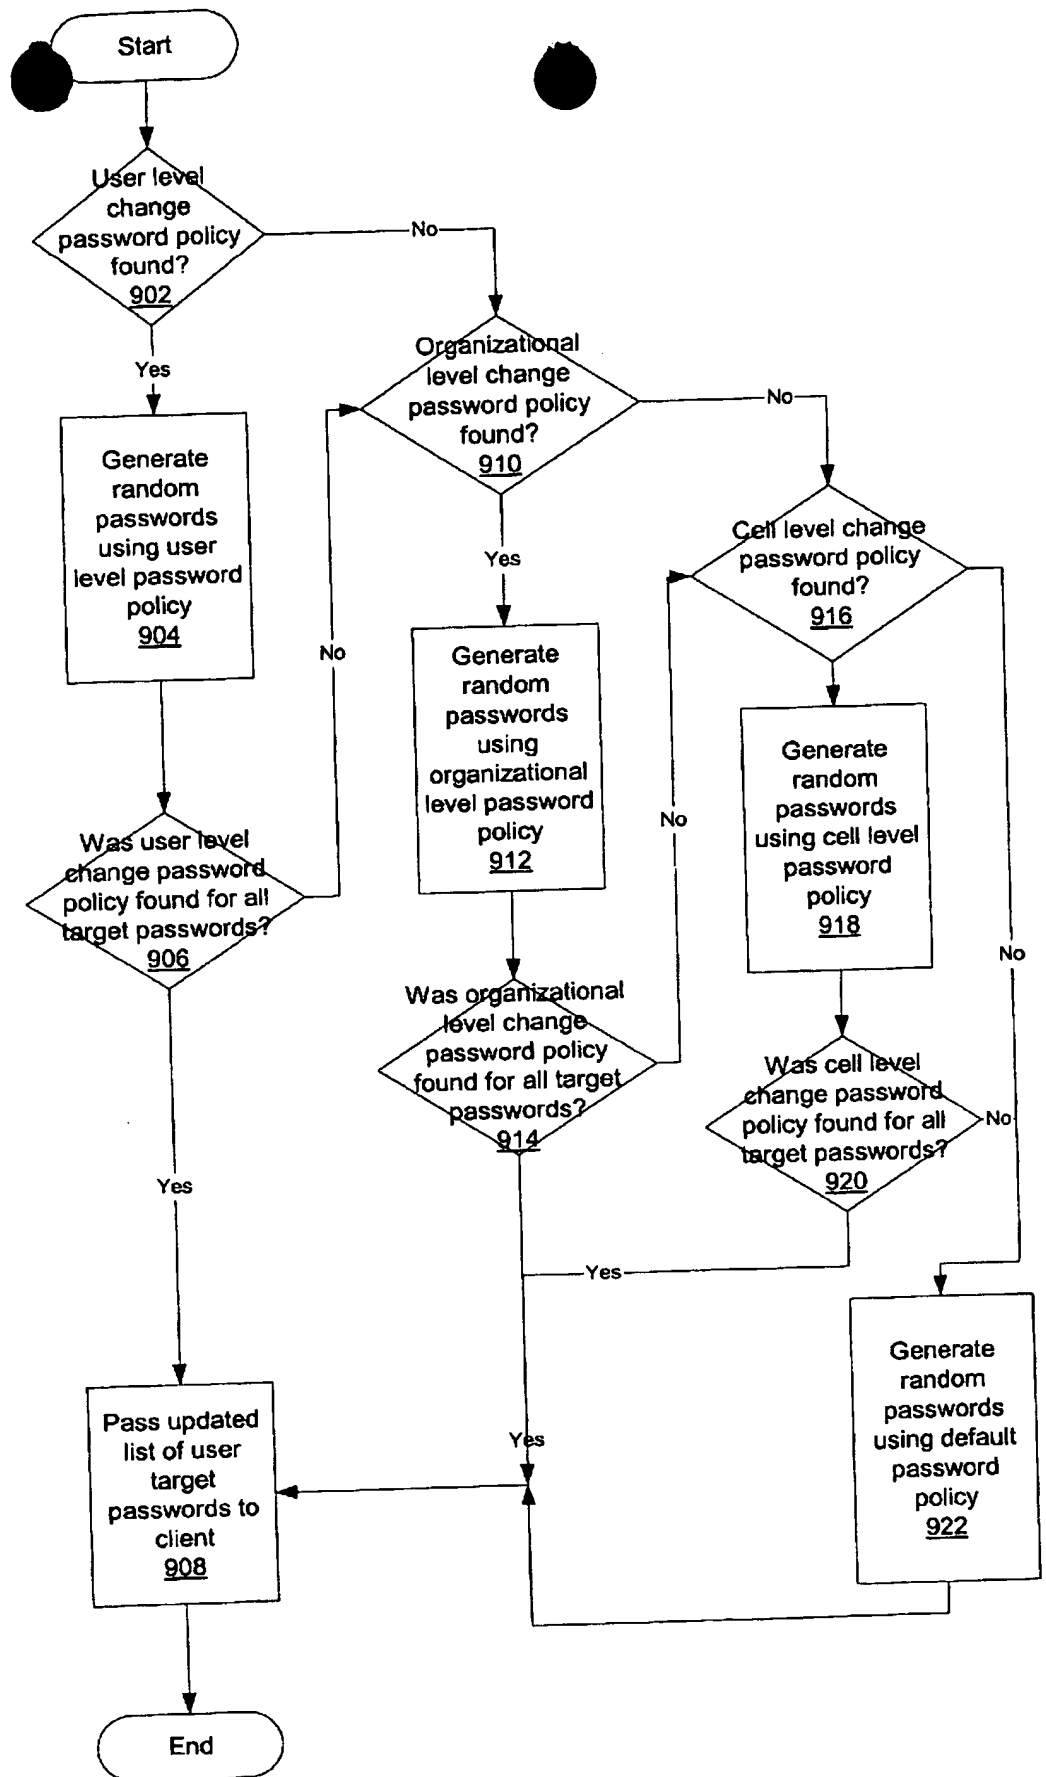 Start
User level
change
password policy
found?
902
No
Yes
Generate
random
passwords
using user
level password
policy
904
Was user level
change password
policy found for all
target passwords?
906
No
Yes
Organizational
level change
password policy
found?
910
No
Yes
Generate
random
passwords
using
organizational
level password
policy
912
Was organizational
level change
password policy
found for all target
passwords?
914
No
Yes
Cell level change
password policy
found?
916
No
Generate
random
passwords
using cell level
password
policy
918
Was cell level
change password
policy found for all
target passwords?
920
No
Yes
Generate
random
passwords
using default
password
policy
922
Pass updated
list of user
target
passwords to
client
908
End